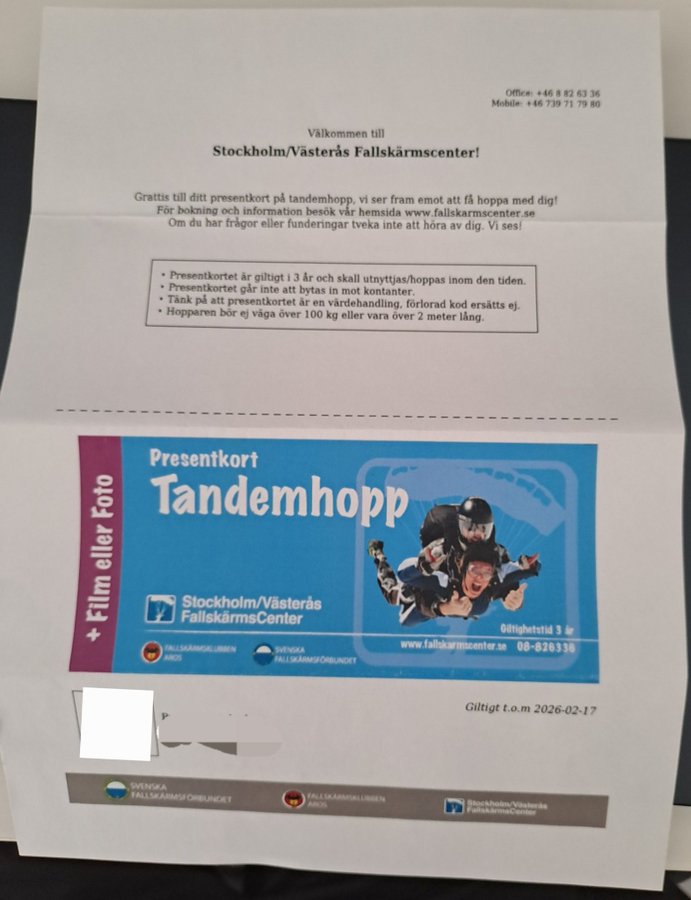 Office: +46 8 82 63 36
Mobile: +46 739 71 79 80
Välkommen till
Stockholm/Västerås Fallskärmscenter!
Grattis till ditt presentkort på tandemhopp, vi ser fram emot att få hoppa med dig!
För bokning och information besök vår hemsida www.fallskarmscenter.se
Om du har frågor eller funderingar tveka inte att höra av dig. Vi ses!
• Presentkortet är giltigt i 3 år och skall utnyttjas/hoppas inom den tiden.
• Presentkortet går inte att bytas in mot kontanter.
• Tänk på att presentkortet är en värdehandling, förlorad kod ersätts ej.
• Hopparen bör ej väga över 100 kg eller vara över 2 meter lång.
+ Film eller Foto
Presentkort
Tandemhopp
Stockholm/Västerås
FallskärmsCenter
Giltighetstid 3 år
www.fallskarmscenter.se 08-826336
FALLSKÄRMSKLUBBEN
AROS
SVENSKA
FALLSKÄRMSFÖRBUNDET
Giltigt t.o.m 2026-02-17
SVENSKA
FALLSKÄRMSFÖRBUNDET
FALLSKÄRMSKLUBBEN
AROS
Stockholm/Västerås
FallskärmsCenter